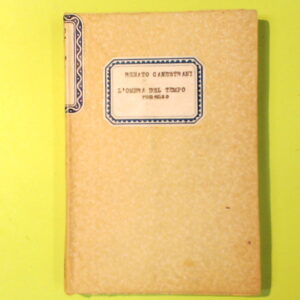 RENATO CANESTRARI
L'OMBRA DEL TEMPO